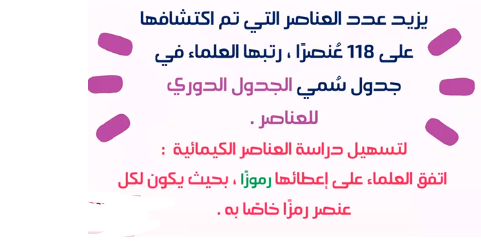 يزيد عدد العناصر التي تم اكتشافها
على 118 عُنصرًا ، رتبها العلماء في
جدول سُمي الجدول الدوري
للعناصر .
لتسهيل دراسة العناصر الكيمائية :
اتفق العلماء على إعطائها رموزًا ، بحيث يكون لكل
عنصر رمزًا خاصًا به .